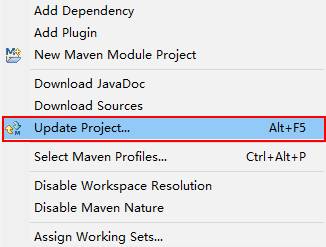 Add Dependency
Add Plugin
New Maven Module Project
Download JavaDoc
Download Sources
Update Project... Alt+F5
Select Maven Profiles... Ctrl+Alt+P
Disable Workspace Resolution
Disable Maven Nature
Assign Working Sets...